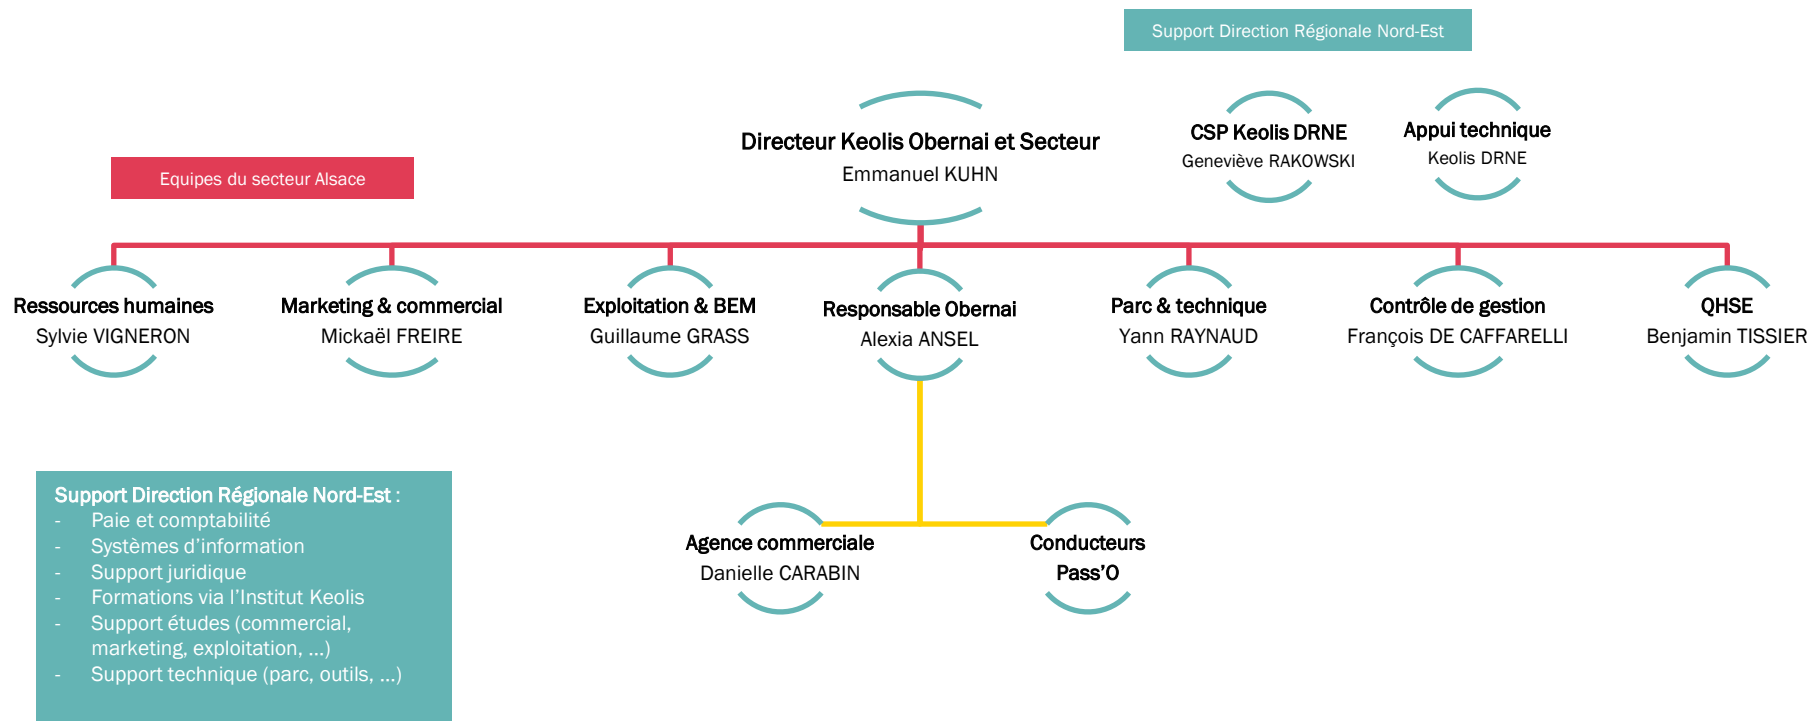 Support Direction Régionale Nord-Est
Directeur Keolis Obernai et Secteur
Emmanuel KUHN
CSP Keolis DRNE
Geneviève RAKOWSKI
Appui technique
Keolis DRNE
Equipes du secteur Alsace
Ressources humaines
Sylvie VIGNERON
Marketing & commercial
Mickaël FREIRE
Exploitation & BEM
Guillaume GRASS
Responsable Obernai
Alexia ANSEL
Parc & technique
Yann RAYNAUD
Contrôle de gestion
François DE CAFFARELLI
QHSE
Benjamin TISSIER
Agence commerciale
Danielle CARABIN
Conducteurs
Pass'O
Support Direction Régionale Nord-Est :
- Paie et comptabilité
- Systèmes d'information
- Support juridique
- Formations via l'Institut Keolis
- Support études (commercial,
marketing, exploitation, ...)
- Support technique (parc, outils, ...)